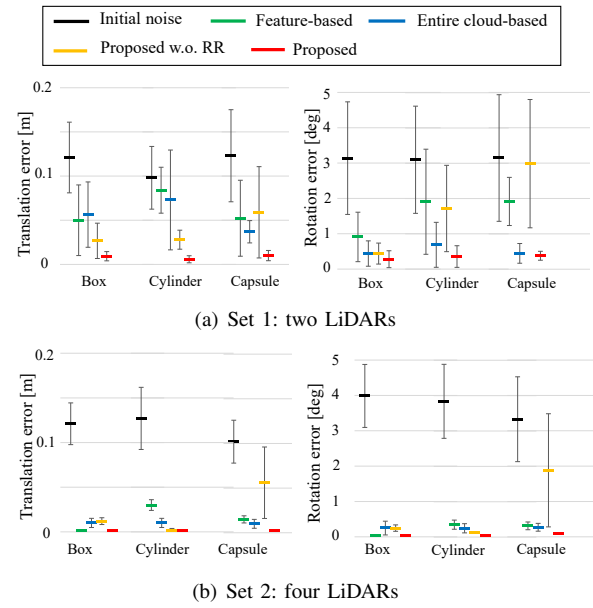 Initial noise Feature-based Entire cloud-based
Proposed w.o. RR Proposed
Translation error [m]
0.2
0.1
0
Box Cylinder Capsule
Rotation error [deg]
5
4
3
2
1
0
Box Cylinder Capsule
(a) Set 1: two LiDARs
Translation error [m]
0.2
0.1
0
Box Cylinder Capsule
Rotation error [deg]
5
4
3
2
1
0
Box Cylinder Capsule
(b) Set 2: four LiDARs